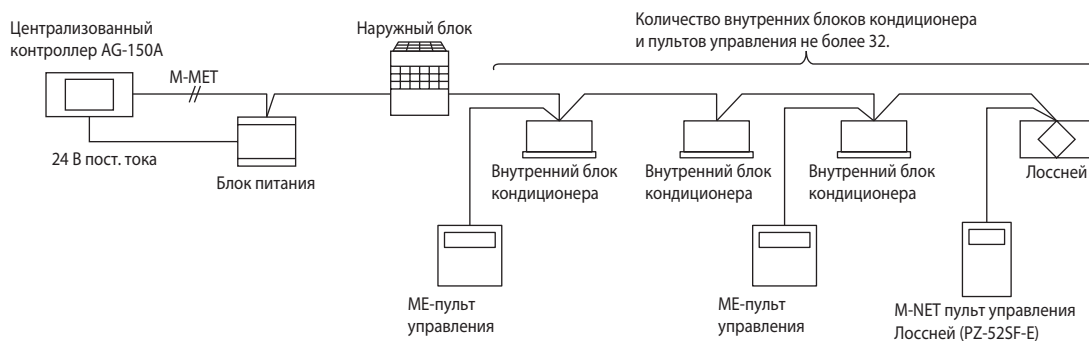 Централизованный
контроллер AG-150A
M-MET
24 В пост. тока
Блок питания
Наружный блок
Количество внутренних блоков кондиционера
и пультов управления не более 32.
Внутренний блок
кондиционера
Внутренний блок
кондиционера
Внутренний блок
кондиционера
Лоссней
МЕ-пульт
управления
МЕ-пульт
управления
M-NET пульт управления
Лоссней (PZ-52SF-E)